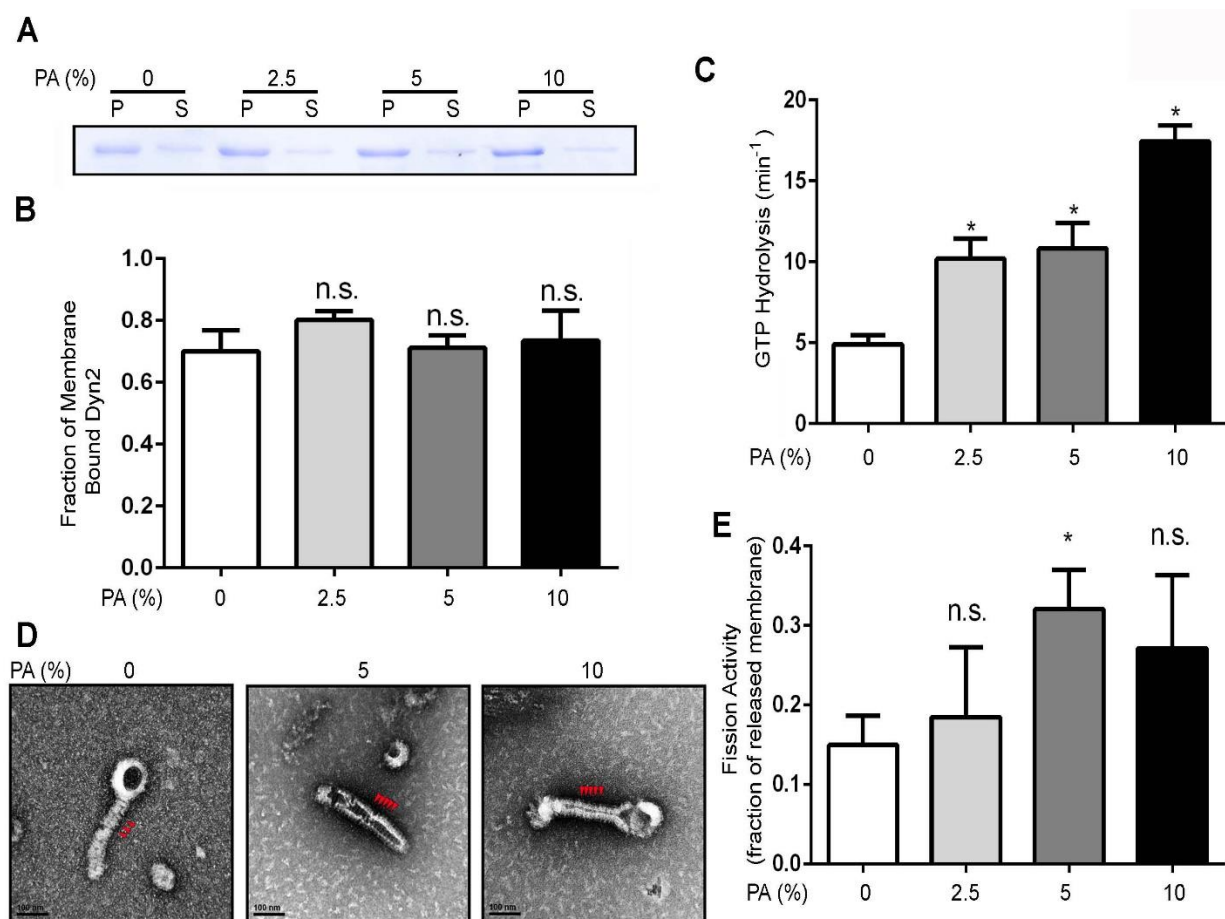 A
PA (%) 0 2.5 5 10
P S P S P S P S
B
Fraction of Membrane
Bound Dyn2
1.0
0.8
0.6
0.4
0.2
0.0
n.s.
n.s.
n.s.
PA (%) 0 2.5 5 10
C
GTP Hydrolysis (min-1)
20
15
10
5
0
*
*
*
PA (%) 0 2.5 5 10
D
PA (%) 0 5 10
100 nm
100 nm
100 nm
E
Fission Activity
(fraction of released membrane)
0.4
0.3
0.2
0.1
0.0
n.s.
*
n.s.
PA (%) 0 2.5 5 10